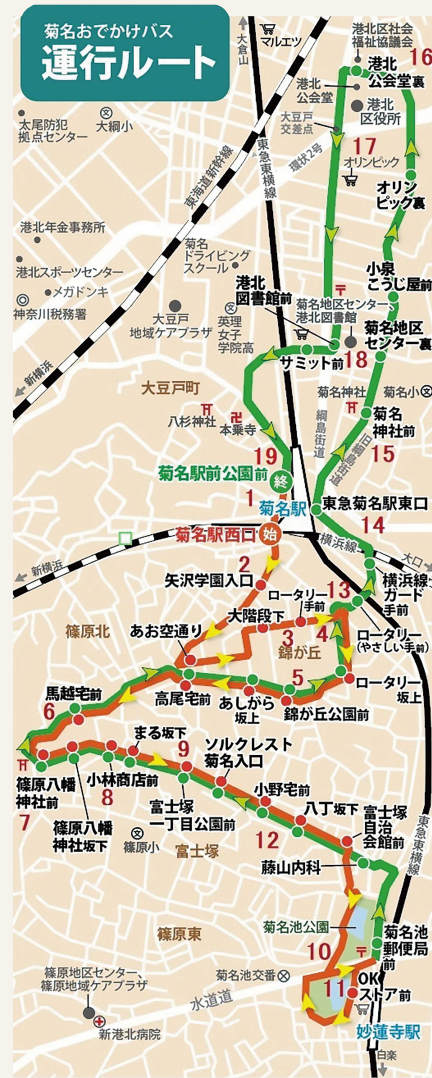 菊名おでかけバス
運行ルート
大倉山
マルエツ
港北区社会
福祉協議会
16
港北
公会堂裏
港北
公会堂
港北
区役所
大豆戸
交差点
17
オリンピック
環状2号
太尾防犯
拠点センター
大綱小
東海道新幹線
東急東横線
オリン
ピック裏
港北年金事務所
菊名
ドライビング
スクール
小泉
こうじ屋前
港北スポーツセンター
メガドンキ
神奈川税務署
港北
図書館前
菊名地区センター、
港北図書館
大豆戸
地域ケアプラザ
英理
女子
学院高
菊名地区
センター裏
サミット前
18
新横浜
大豆戸町
八杉神社
本乗寺
菊名神社
菊名小
綱島街道
旧綱島街道
菊名
神社前
15
19
菊名駅前公園前
終
1
菊名駅
東急菊名駅東口
14
菊名駅西口
始
横浜線
大口
新横浜
2
矢沢学園入口
横浜線
ガード
手前
13
ロータリー
手前
大階段下
3
4
ロータリー
(やさしい手前)
篠原北
あお空通り
錦が丘
5
高尾宅前
あしがら
坂上
錦が丘公園前
ロータリー
坂上
馬越宅前
6
まる坂下
9
ソルクレスト
菊名入口
篠原八幡
神社前
7
小林商店前
8
小野宅前
篠原八幡
神社坂下
富士塚
一丁目公園前
八丁坂下
富士塚
自治
会館前
12
篠原小
富士塚
藤山内科
東急東横線
篠原東
菊名池公園
菊名池
郵便局
前
10
篠原地区センター、
篠原地域ケアプラザ
菊名池交番
11
OK
ストア前
水道道
新港北病院
妙蓮寺駅
白楽